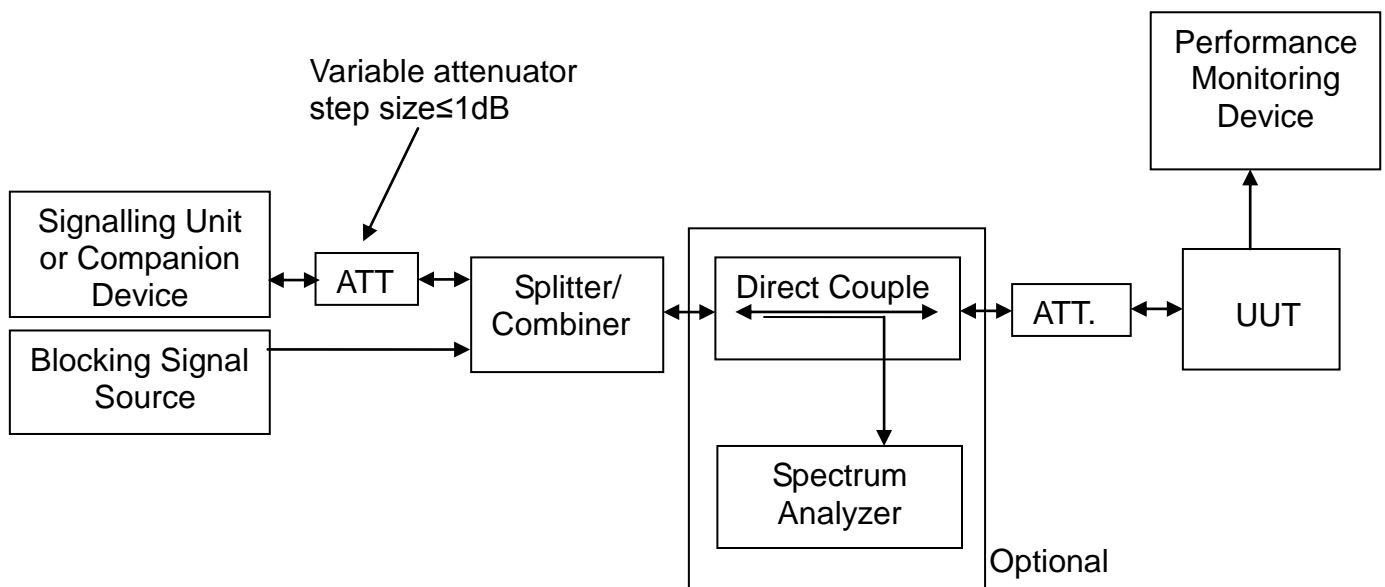 Performance
Monitoring
Device
Variable attenuator
step size≤1dB
Signalling Unit
or Companion
Device
ATT
Splitter/
Combiner
Direct Couple
ATT.
UUT
Blocking Signal
Source
Spectrum
Analyzer
Optional